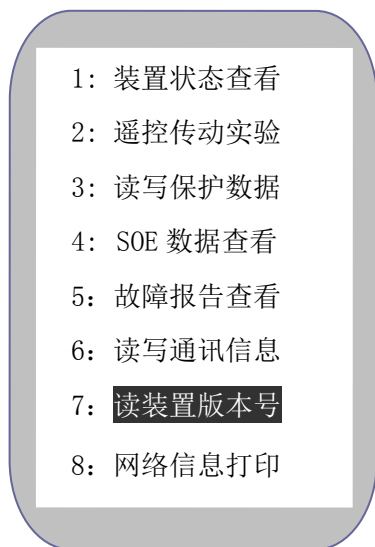 1: 装置状态查看
2: 遥控传动实验
3: 读写保护数据
4: SOE 数据查看
5: 故障报告查看
6: 读写通讯信息
7: 读装置版本号
8: 网络信息打印